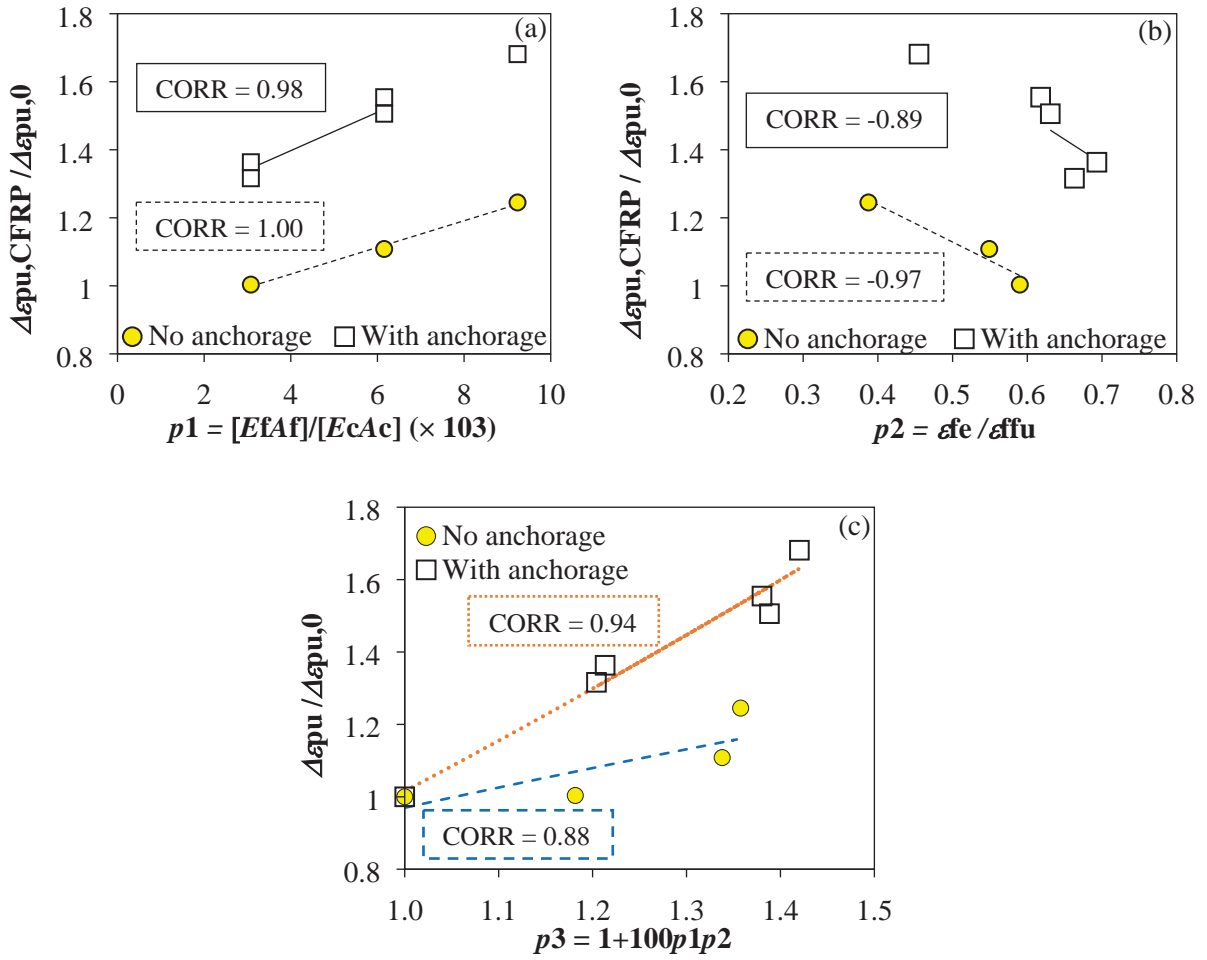 (a)
1.8
1.6
1.4
1.2
1
0.8
Δεpu,CFRP /Δεpu,0
CORR = 0.98
CORR = 1.00
No anchorage
With anchorage
0 2 4 6 8 10
p1 = [EfAf]/[EcAc] (× 103)
(b)
1.8
1.6
1.4
1.2
1
0.8
Δεpu,CFRP / Δεpu,0
CORR = -0.89
CORR = -0.97
No anchorage
With anchorage
0.2 0.3 0.4 0.5 0.6 0.7 0.8
p2 = εfe /εffu
(c)
1.8
1.6
1.4
1.2
1
0.8
Δεpu /Δεpu,0
No anchorage
With anchorage
CORR = 0.94
CORR = 0.88
1.0 1.1 1.2 1.3 1.4 1.5
p3 = 1+100p1p2